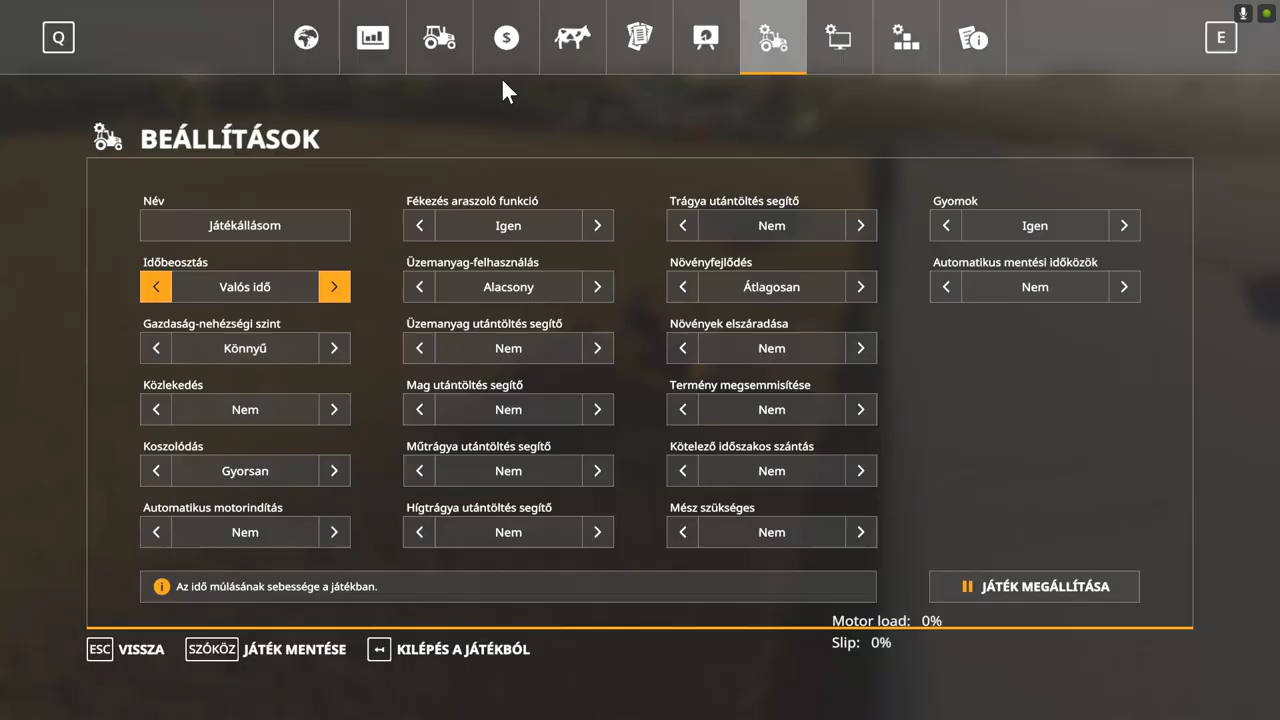 Q
$
E
BEÁLLÍTÁSOK
Név
Játékállásom
Időbeosztás
Valós idő
Gazdaság-nehézségi szint
Könnyű
Közlekedés
Nem
Koszolódás
Gyorsan
Automatikus motorindítás
Nem
Fékezés araszoló funkció
Igen
Üzemanyag-felhasználás
Alacsony
Üzemanyag utántöltés segítő
Nem
Mag utántöltés segítő
Nem
Műtrágya utántöltés segítő
Nem
Hígtrágya utántöltés segítő
Nem
Trágya utántöltés segítő
Nem
Növényfejlődés
Átlagosan
Növények elszáradása
Nem
Termény megsemmisítése
Nem
Kötelező időszakos szántás
Nem
Mész szükséges
Nem
Gyomok
Igen
Automatikus mentési időközök
Nem
Az idő múlásának sebessége a játékban.
JÁTÉK MEGÁLLÍTÁSA
Motor load: 0%
Slip: 0%
ESC VISSZA SZÓKÖZ JÁTÉK MENTÉSE ↤ KILÉPÉS A JÁTÉKBÓL